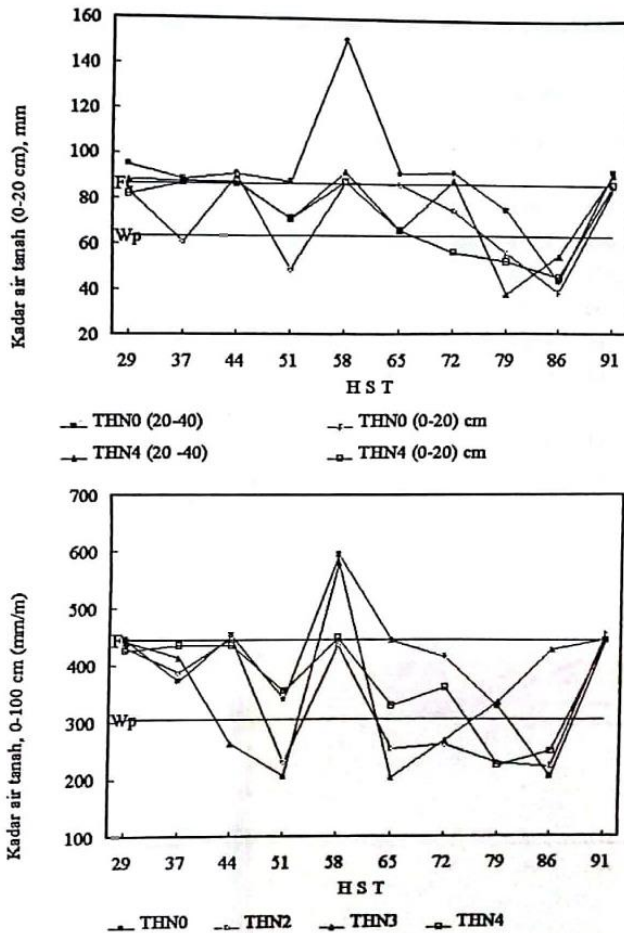 160
140
120
100
80
60
40
20
Kadar air tanah (0-20 cm), mm
Wp
29 37 44 51 58 65 72 79 86 91
H S T
THN0 (20-40) THN0 (0-20) cm
THN4 (20 -40) THN4 (0-20) cm
700
600
500
400
300
200
100
Kadar air tanah, 0-100 cm (mm/m)
Wp
29 37 44 51 58 65 72 79 86 91
H S T
THN0 THN2 THN3 THN4